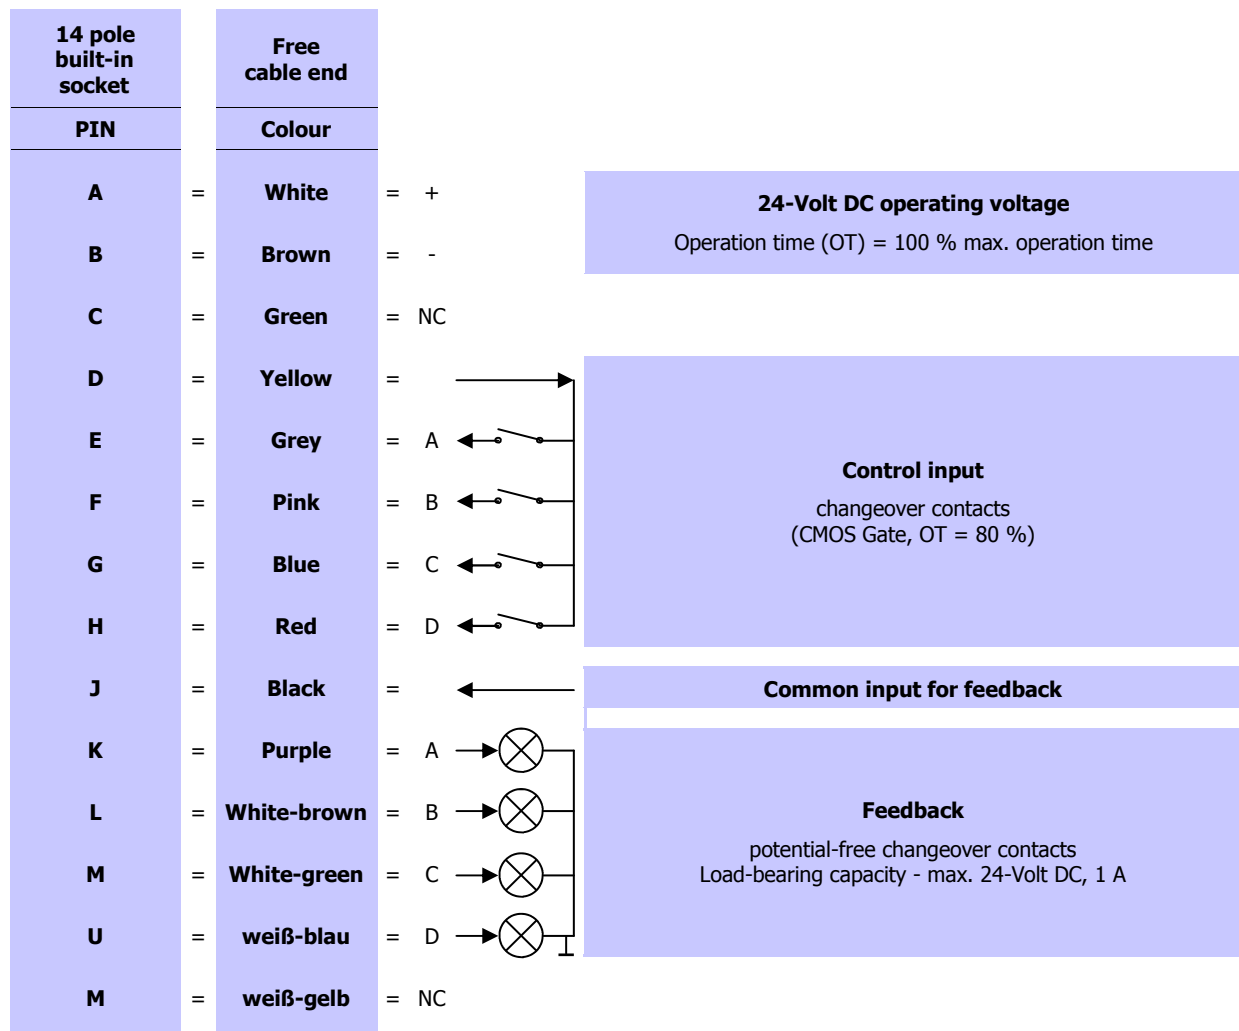 14 pole
built-in
socket
Free
cable end
PIN
Colour
A = White = +
24-Volt DC operating voltage
Operation time (OT) = 100 % max. operation time
B = Brown = -
C = Green = NC
D = Yellow =
E = Grey = A
F = Pink = B
G = Blue = C
H = Red = D
Control input
changeover contacts
(CMOS Gate, OT = 80 %)
J = Black =
Common input for feedback
K = Purple = A
L = White-brown = B
M = White-green = C
U = weiß-blau = D
Feedback
potential-free changeover contacts
Load-bearing capacity - max. 24-Volt DC, 1 A
M = weiß-gelb = NC